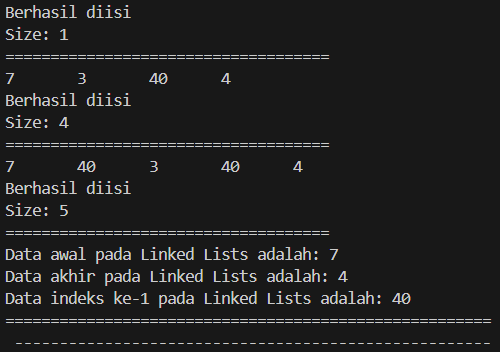 Berhasil diisi
Size: 1
====================================
7       3       40      4
Berhasil diisi
Size: 4
====================================
7       40      3       40      4
Berhasil diisi
Size: 5
====================================
Data awal pada Linked Lists adalah: 7
Data akhir pada Linked Lists adalah: 4
Data indeks ke-1 pada Linked Lists adalah: 40
================================================
 -----------------------------------------------